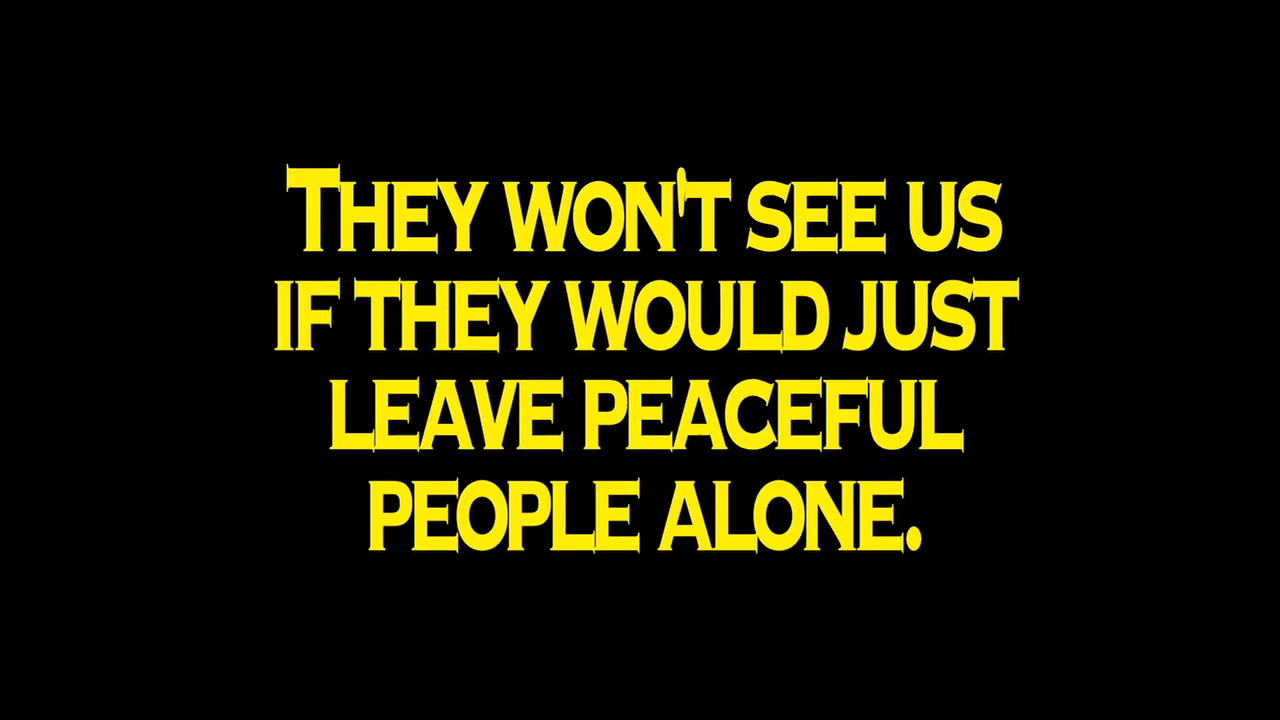 They won't see us
if they would just
leave peaceful
people alone.